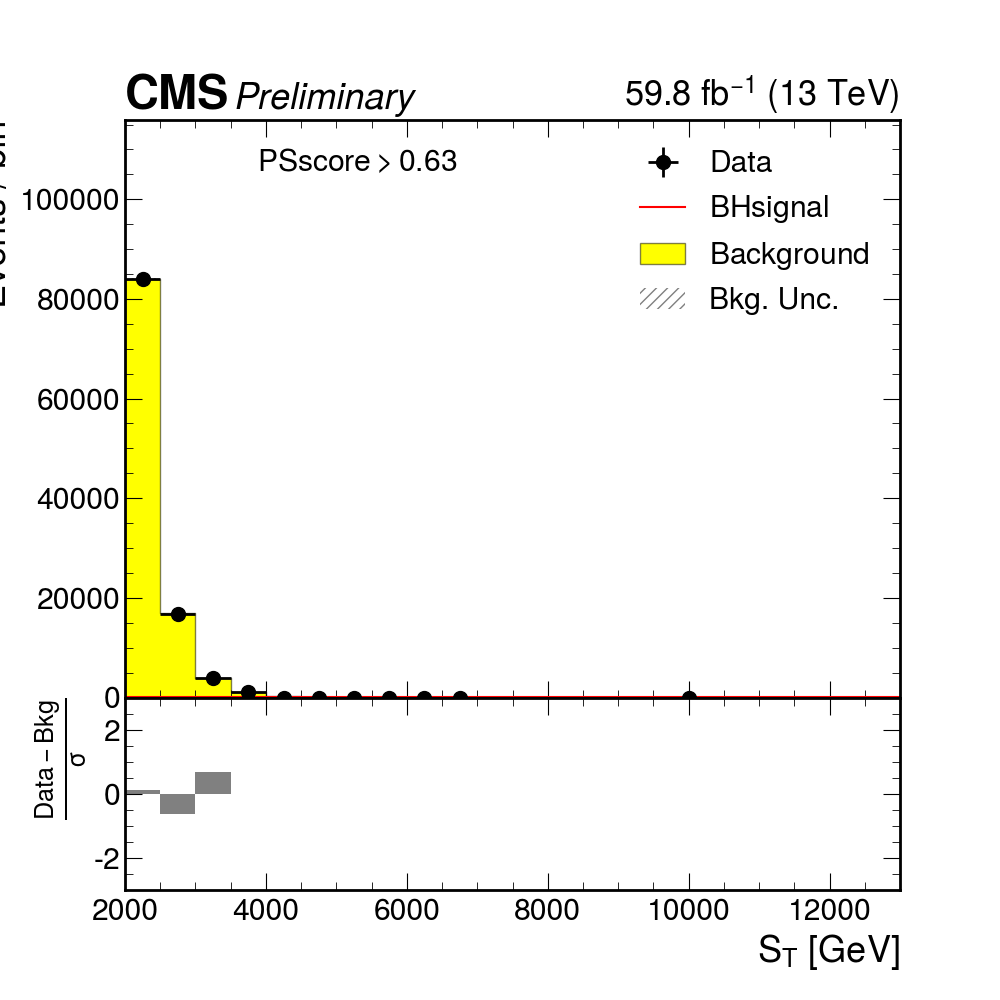 CMS Preliminary 59.8 fb⁻¹ (13 TeV)
PSscore > 0.63
Data
BHsignal
Background
Bkg. Unc.
100000
80000
60000
40000
20000
0
Data – Bkg
σ
2
0
-2
2000 4000 6000 8000 10000 12000
S_T [GeV]